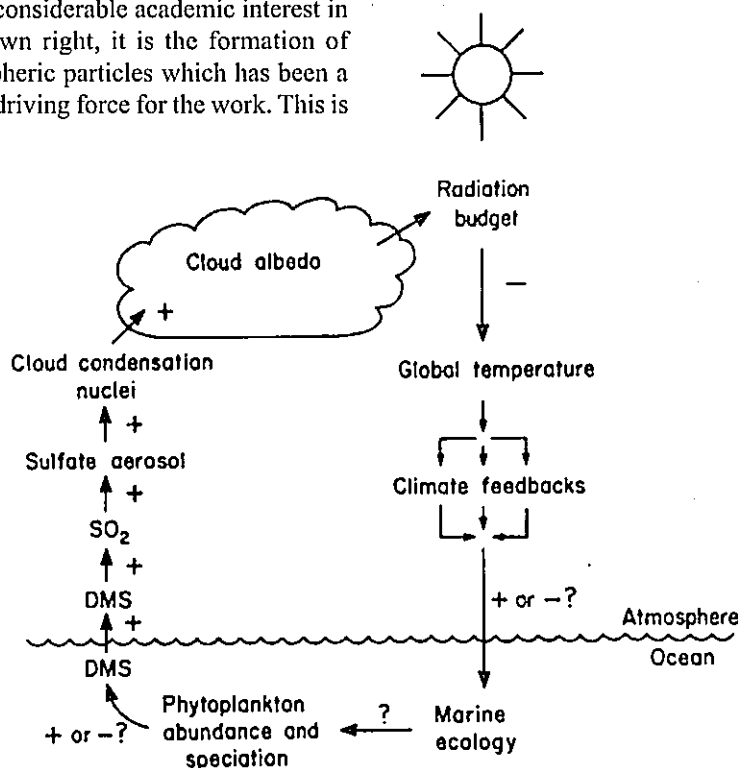 considerable academic interest in
wn right, it is the formation of
pheric particles which has been a
driving force for the work. This is
Radiation
budget
Cloud albedo
+
−
Cloud condensation
nuclei
Global temperature
+
Sulfate aerosol
+
Climate feedbacks
SO₂
+
DMS
+
+ or −?
Atmosphere
Ocean
DMS
+ or −?
Phytoplankton
abundance and
speciation
?
Marine
ecology